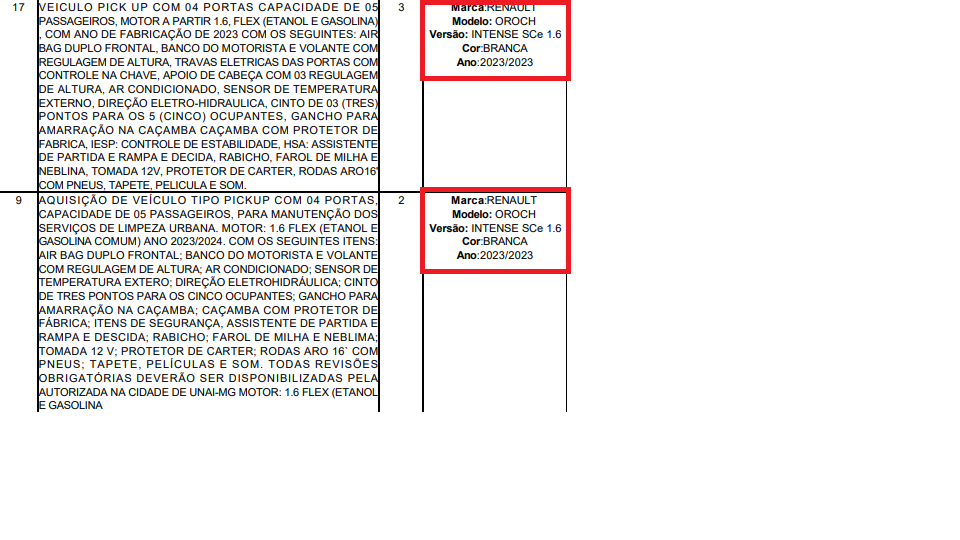 17
VEICULO PICK UP COM 04 PORTAS CAPACIDADE DE 05
PASSAGEIROS, MOTOR A PARTIR 1.6, FLEX (ETANOL E GASOLINA)
, COM ANO DE FABRICAÇÃO DE 2023 COM OS SEGUINTES: AIR
BAG DUPLO FRONTAL, BANCO DO MOTORISTA E VOLANTE COM
REGULAGEM DE ALTURA, TRAVAS ELETRICAS DAS PORTAS COM
CONTROLE NA CHAVE, APOIO DE CABEÇA COM 03 REGULAGEM
DE ALTURA, AR CONDICIONADO, SENSOR DE TEMPERATURA
EXTERNO, DIREÇÃO ELETRO-HIDRAULICA, CINTO DE 03 (TRES)
PONTOS PARA OS 5 (CINCO) OCUPANTES, GANCHO PARA
AMARRAÇÃO NA CAÇAMBA CAÇAMBA COM PROTETOR DE
FABRICA, IESP: CONTROLE DE ESTABILIDADE, HSA: ASSISTENTE
DE PARTIDA E RAMPA E DECIDA, RABICHO, FAROL DE MILHA E
NEBLINA, TOMADA 12V, PROTETOR DE CARTER, RODAS ARO16'
COM PNEUS, TAPETE, PELICULA E SOM.
3
Marca:RENAULT
Modelo: OROCH
Versão: INTENSE SCe 1.6
Cor:BRANCA
Ano:2023/2023
9
AQUISIÇÃO DE VEÍCULO TIPO PICKUP COM 04 PORTAS,
CAPACIDADE DE 05 PASSAGEIROS, PARA MANUTENÇÃO DOS
SERVIÇOS DE LIMPEZA URBANA. MOTOR: 1.6 FLEX (ETANOL E
GASOLINA COMUM) ANO 2023/2024. COM OS SEGUINTES ITENS:
AIR BAG DUPLO FRONTAL; BANCO DO MOTORISTA E VOLANTE
COM REGULAGEM DE ALTURA; AR CONDICIONADO; SENSOR DE
TEMPERATURA EXTERO; DIREÇÃO ELETROHIDRÁULICA; CINTO
DE TRES PONTOS PARA OS CINCO OCUPANTES; GANCHO PARA
AMARRAÇÃO NA CAÇAMBA; CAÇAMBA COM PROTETOR DE
FÁBRICA; ITENS DE SEGURANÇA, ASSISTENTE DE PARTIDA E
RAMPA E DESCIDA; RABICHO; FAROL DE MILHA E NEBLIMA;
TOMADA 12 V; PROTETOR DE CARTER; RODAS ARO 16` COM
PNEUS; TAPETE, PELÍCULAS E SOM. TODAS REVISÕES
OBRIGATÓRIAS DEVERÃO SER DISPONIBILIZADAS PELA
AUTORIZADA NA CIDADE DE UNAI-MG MOTOR: 1.6 FLEX (ETANOL
E GASOLINA
2
Marca:RENAULT
Modelo: OROCH
Versão: INTENSE SCe 1.6
Cor:BRANCA
Ano:2023/2023